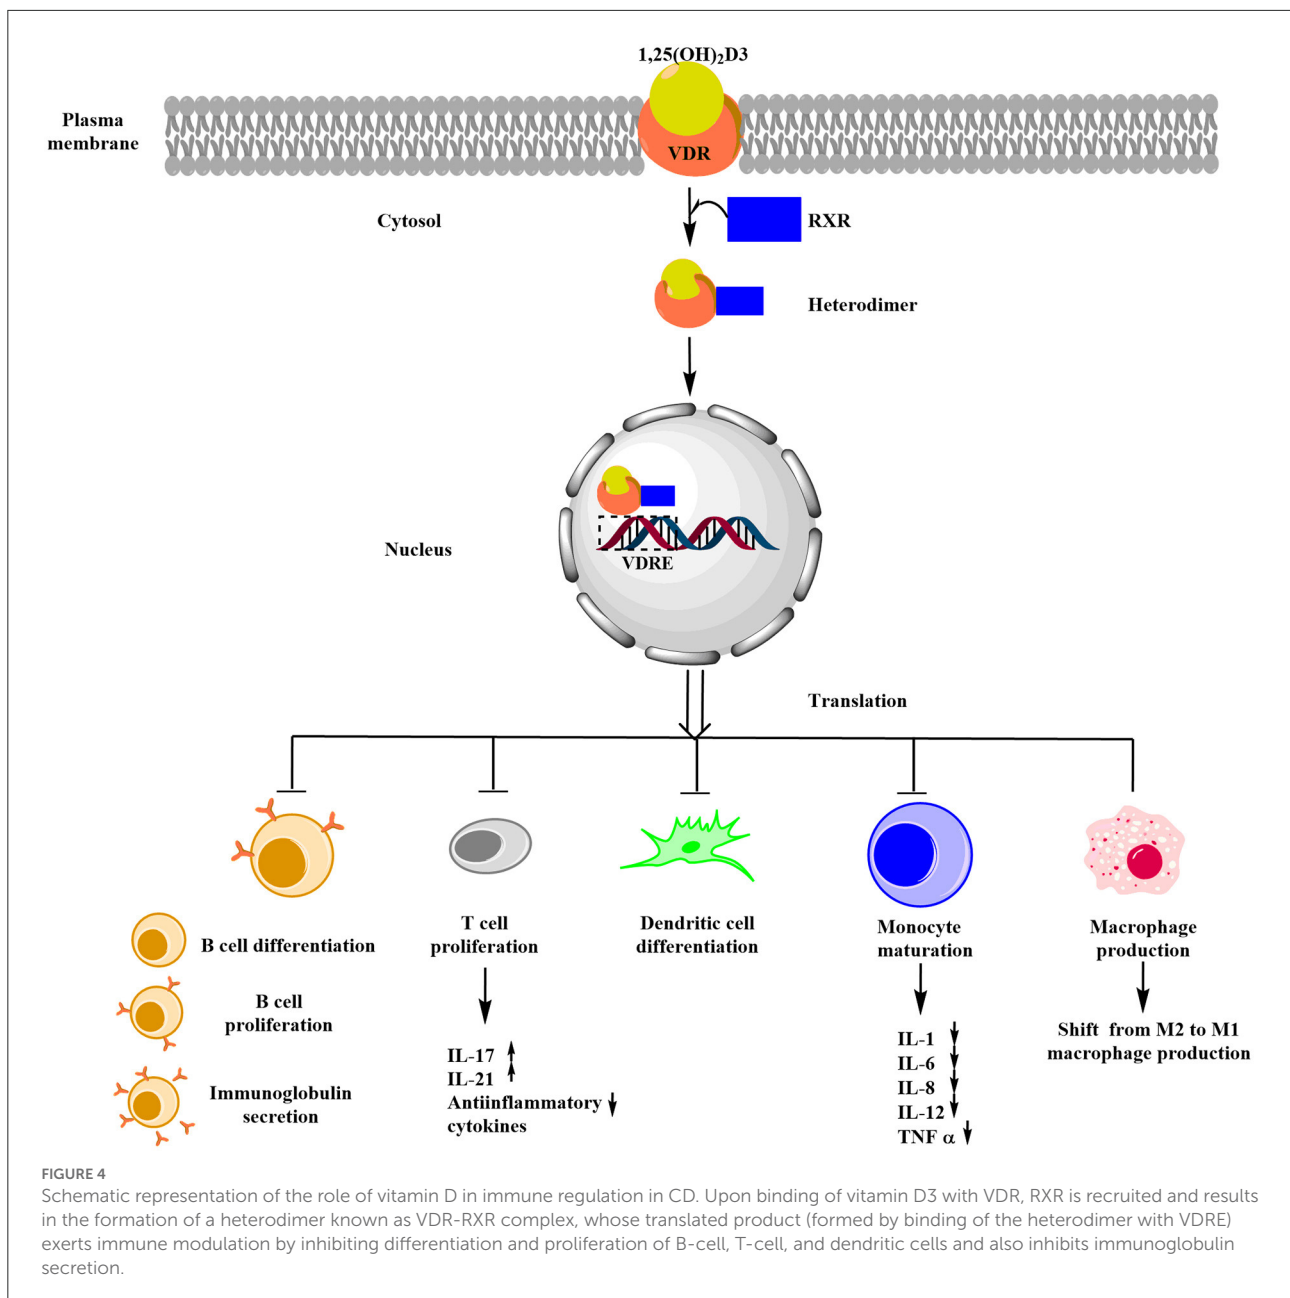 1,25(OH)₂D3
Plasma
membrane
VDR
Cytosol
RXR
Heterodimer
Nucleus
VDRE
Translation
B cell differentiation
B cell
proliferation
Immunoglobulin
secretion
T cell
proliferation
IL-17
IL-21
Antiinflammatory
cytokines
Dendritic cell
differentiation
Monocyte
maturation
IL-1
IL-6
IL-8
IL-12
TNF α
Macrophage
production
Shift from M2 to M1
macrophage production
FIGURE 4
Schematic representation of the role of vitamin D in immune regulation in CD. Upon binding of vitamin D3 with VDR, RXR is recruited and results
in the formation of a heterodimer known as VDR-RXR complex, whose translated product (formed by binding of the heterodimer with VDRE)
exerts immune modulation by inhibiting differentiation and proliferation of B-cell, T-cell, and dendritic cells and also inhibits immunoglobulin
secretion.